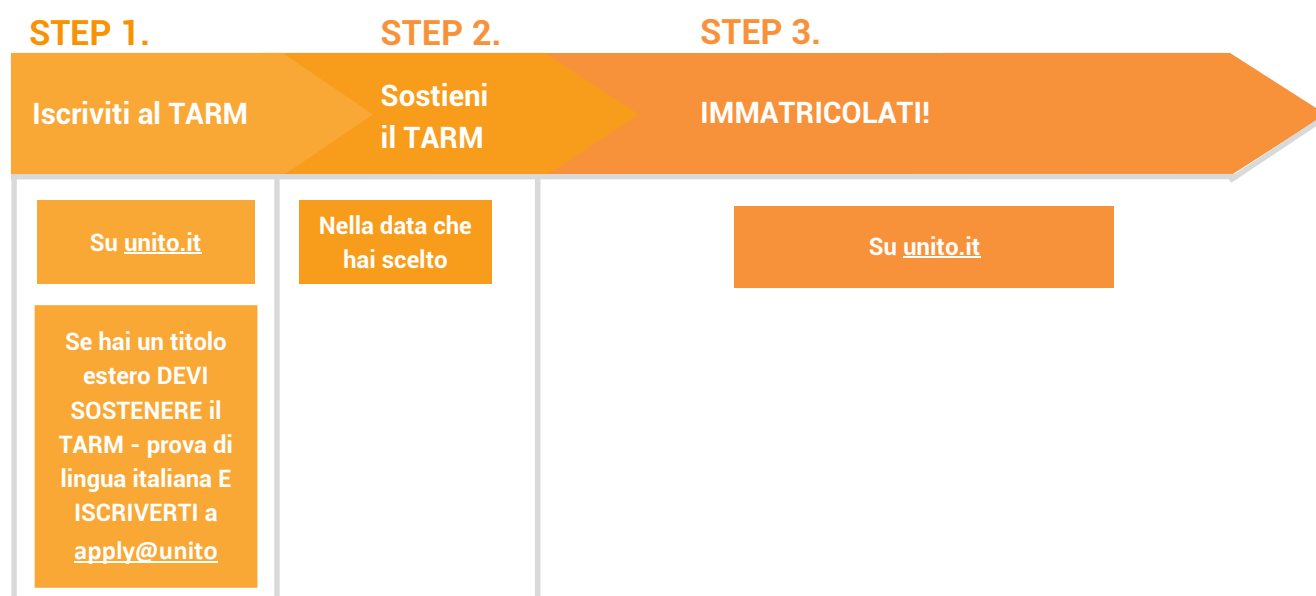 STEP 1.
STEP 2.
STEP 3.
Iscriviti al TARM
Sostieni
il TARM
IMMATRICOLATI!
Su unito.it
Nella data che
hai scelto
Su unito.it
Se hai un titolo
estero DEVI
SOSTENERE il
TARM - prova di
lingua italiana E
ISCRIVERTI a
apply@unito